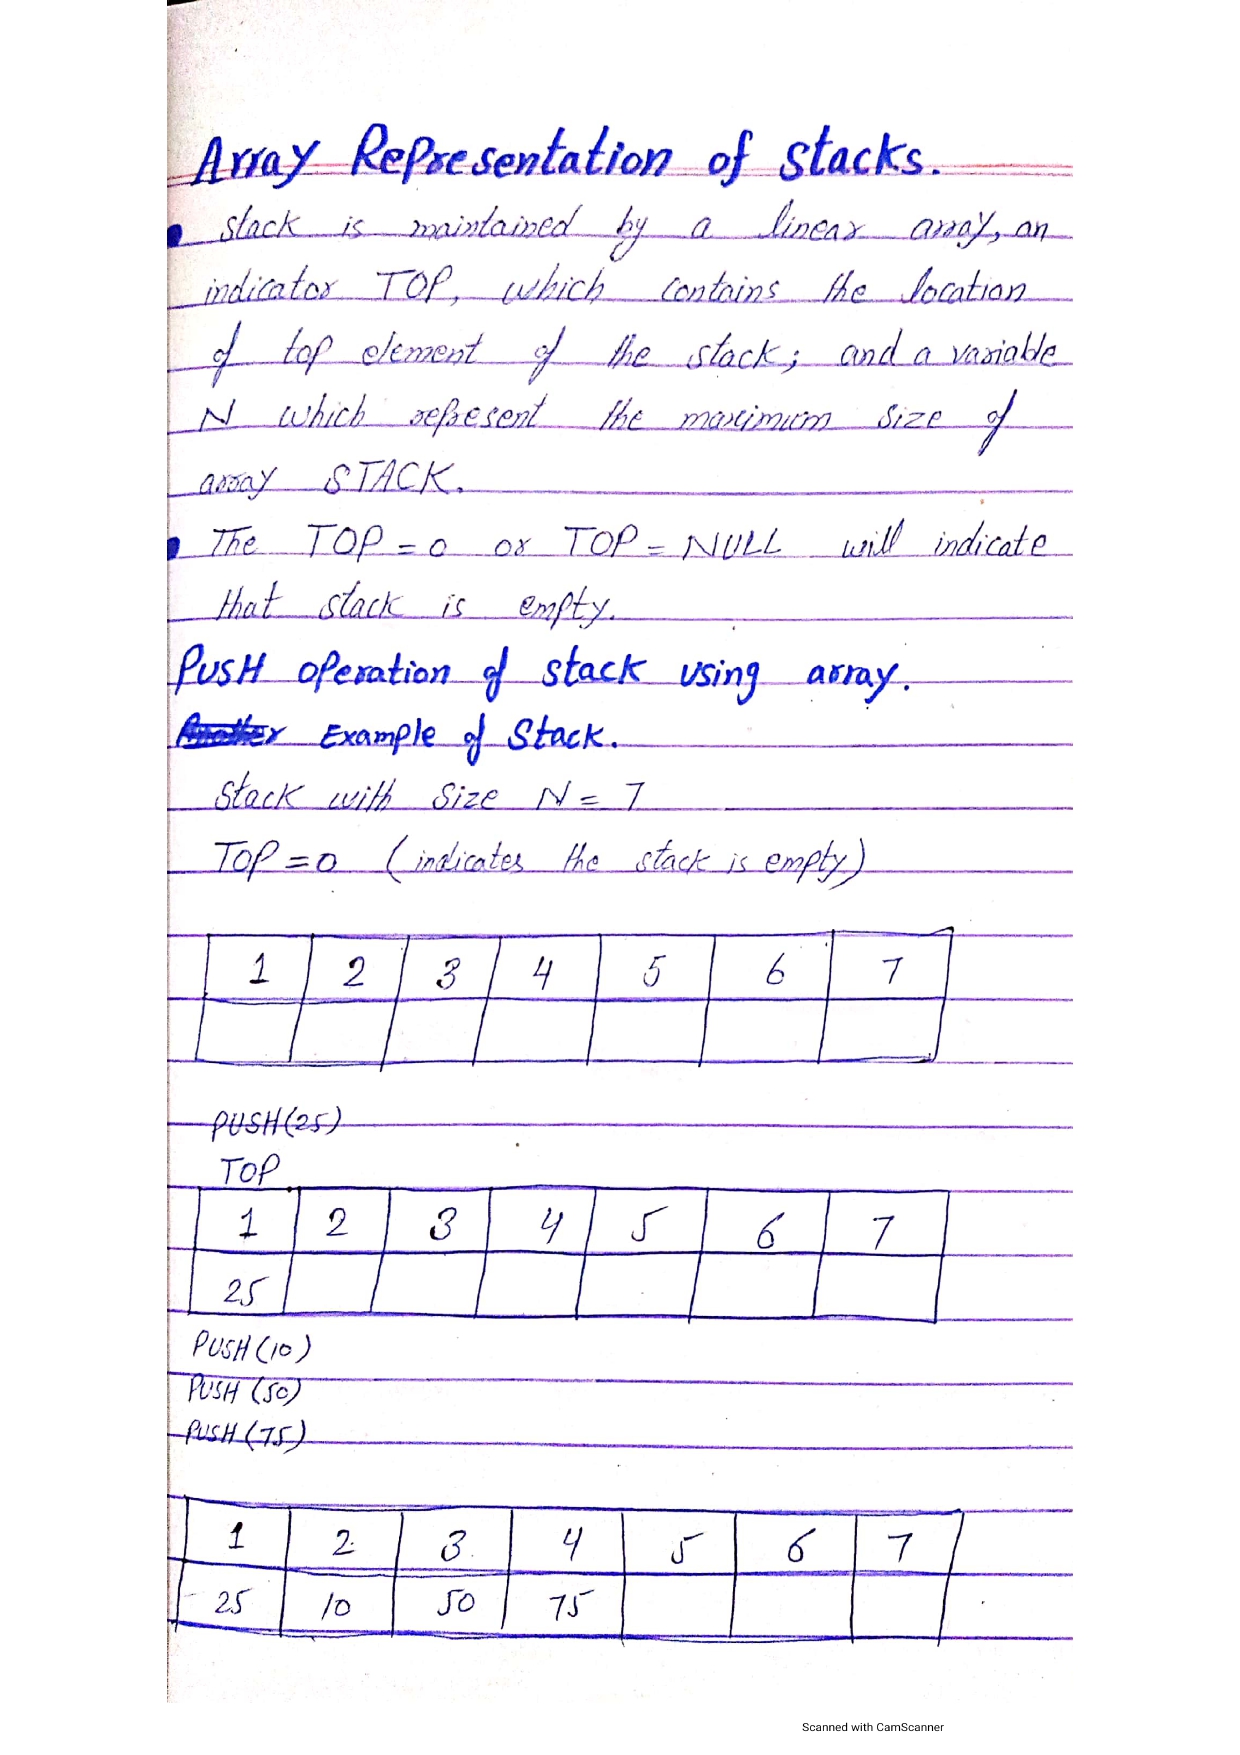 Array Representation of Stacks.
• Stack is maintained by a linear array, an
indicator TOP, which contains the location
of top element of the stack; and a variable
N which represent the maximum size of
array STACK.
• The TOP = 0 or TOP = NULL will indicate
that stack is empty.
PUSH operation of stack using array.
Example of Stack.
Stack with Size N = 7
TOP = 0 (indicates the stack is empty)
1 2 3 4 5 6 7
PUSH(25)
TOP
1 2 3 4 5 6 7
25
PUSH(10)
PUSH(50)
PUSH(75)
1 2 3 4 5 6 7
25 10 50 75
Scanned with CamScanner